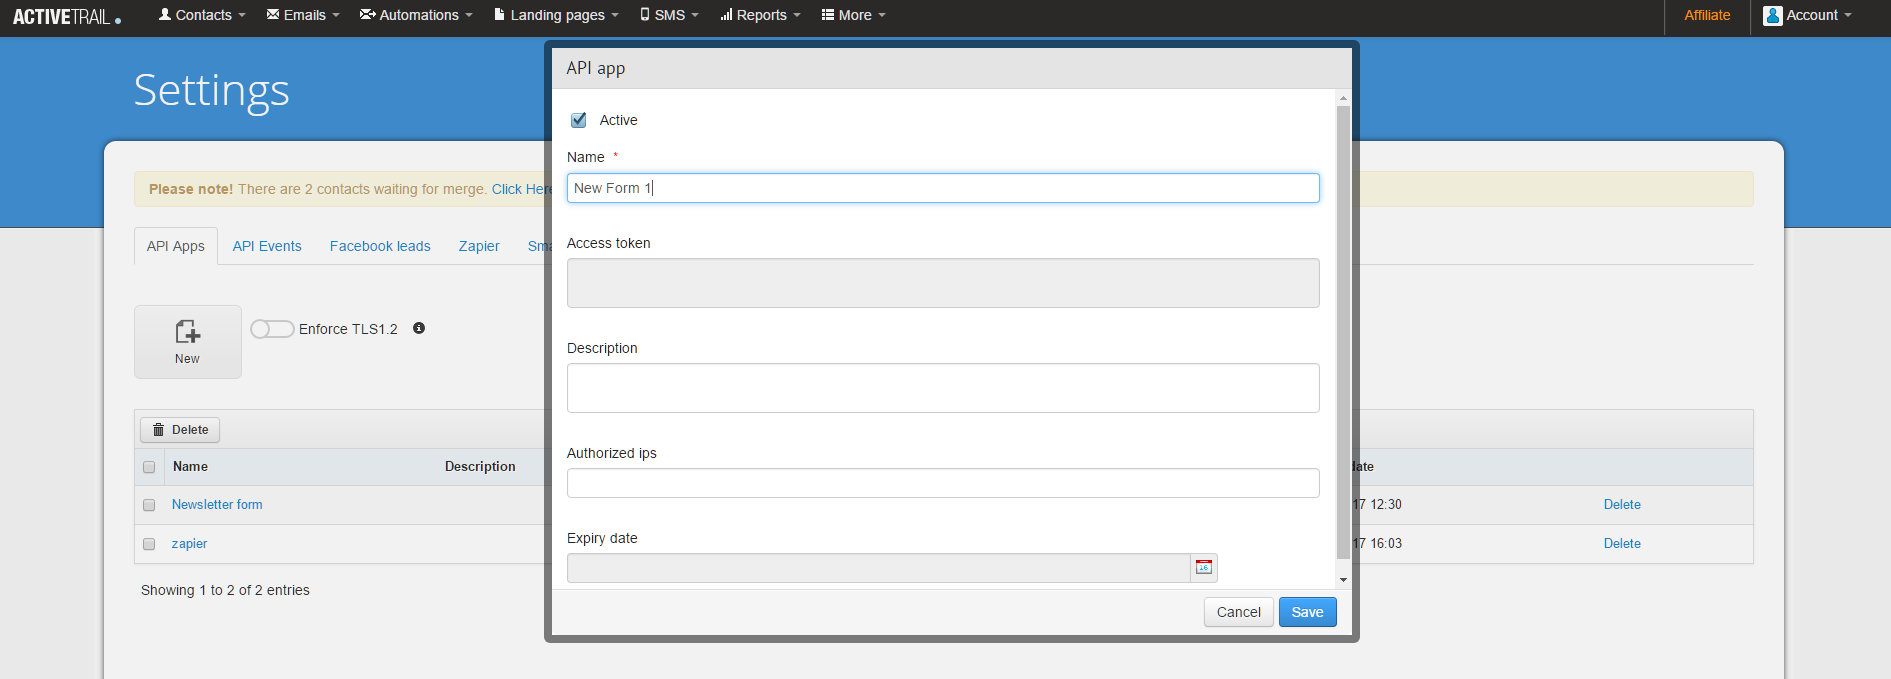 ACTIVETRAIL
Contacts Emails Automations Landing pages SMS Reports More Affiliate Account
Settings
API app
Active
Name *
New Form 1
Please note! There are 2 contacts waiting for merge. Click Here
API Apps API Events Facebook leads Zapier
Access token
New
Enforce TLS1.2
Description
Delete
Authorized ips
Name Description date
Newsletter form 17 12:30 Delete
Expiry date
zapier 17 16:03 Delete
Showing 1 to 2 of 2 entries
Cancel Save